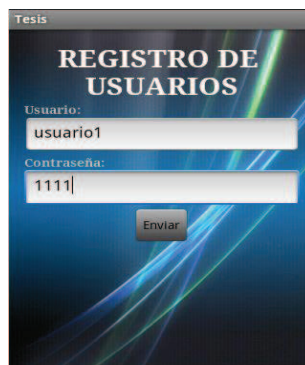 Tesis
REGISTRO DE
USUARIOS
Usuario:
usuario1
Contraseña:
1111
Enviar